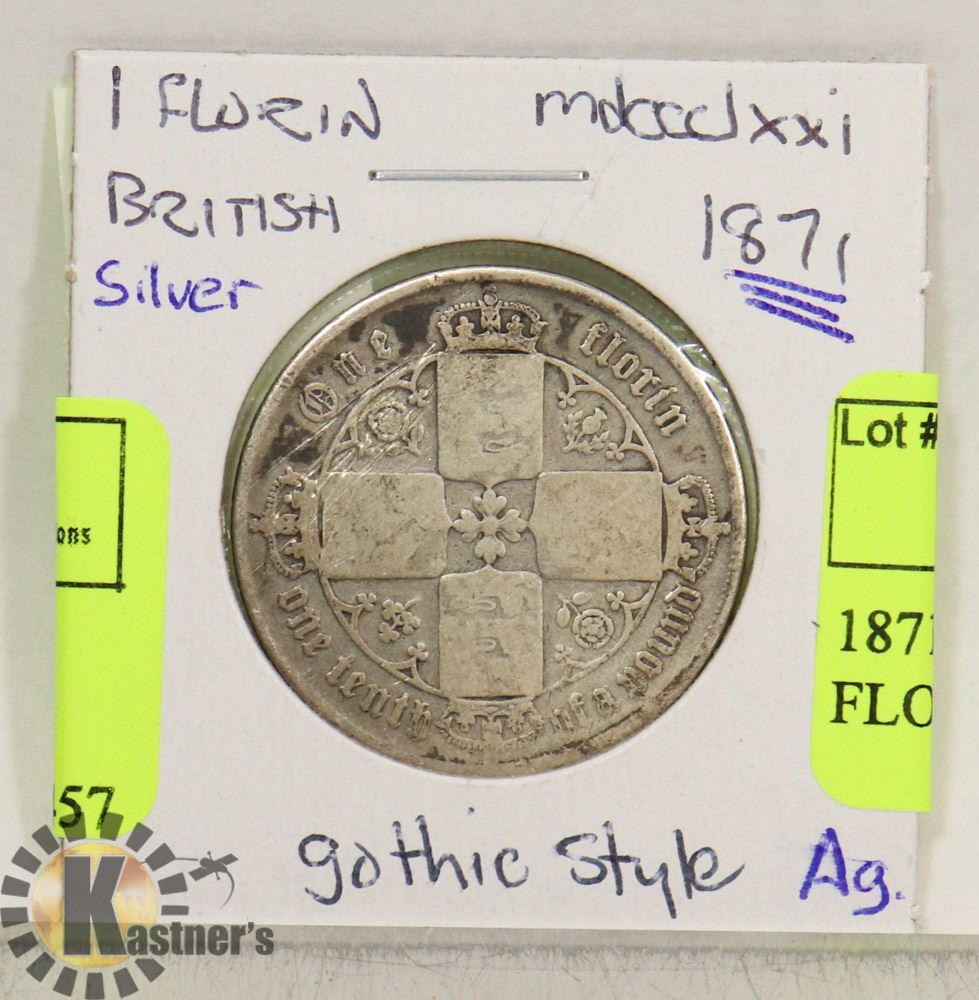 1 FLORIN mdccclxxi
BRITISH 1871
Silver
One florin
one tenth of a pound
Lot #
ons
1871
FLO
57
gothic style Ag.
Kastner's